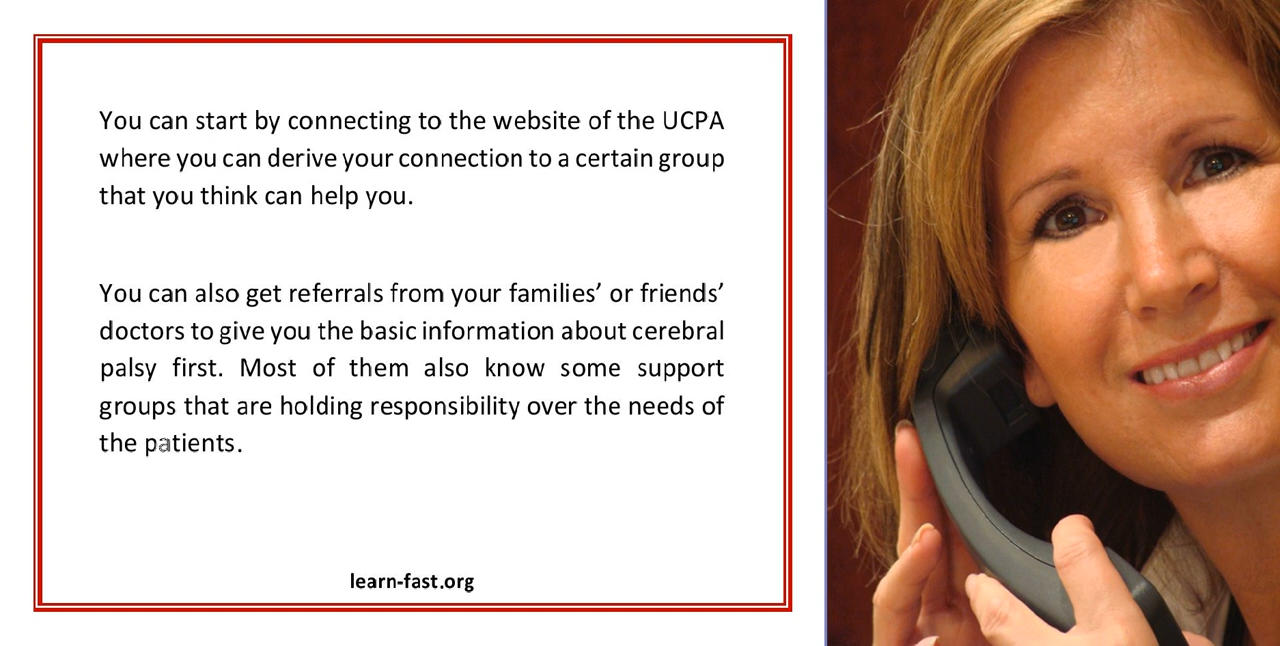 You can start by connecting to the website of the UCPA
where you can derive your connection to a certain group
that you think can help you.
You can also get referrals from your families’ or friends’
doctors to give you the basic information about cerebral
palsy first. Most of them also know some support
groups that are holding responsibility over the needs of
the patients.
learn-fast.org